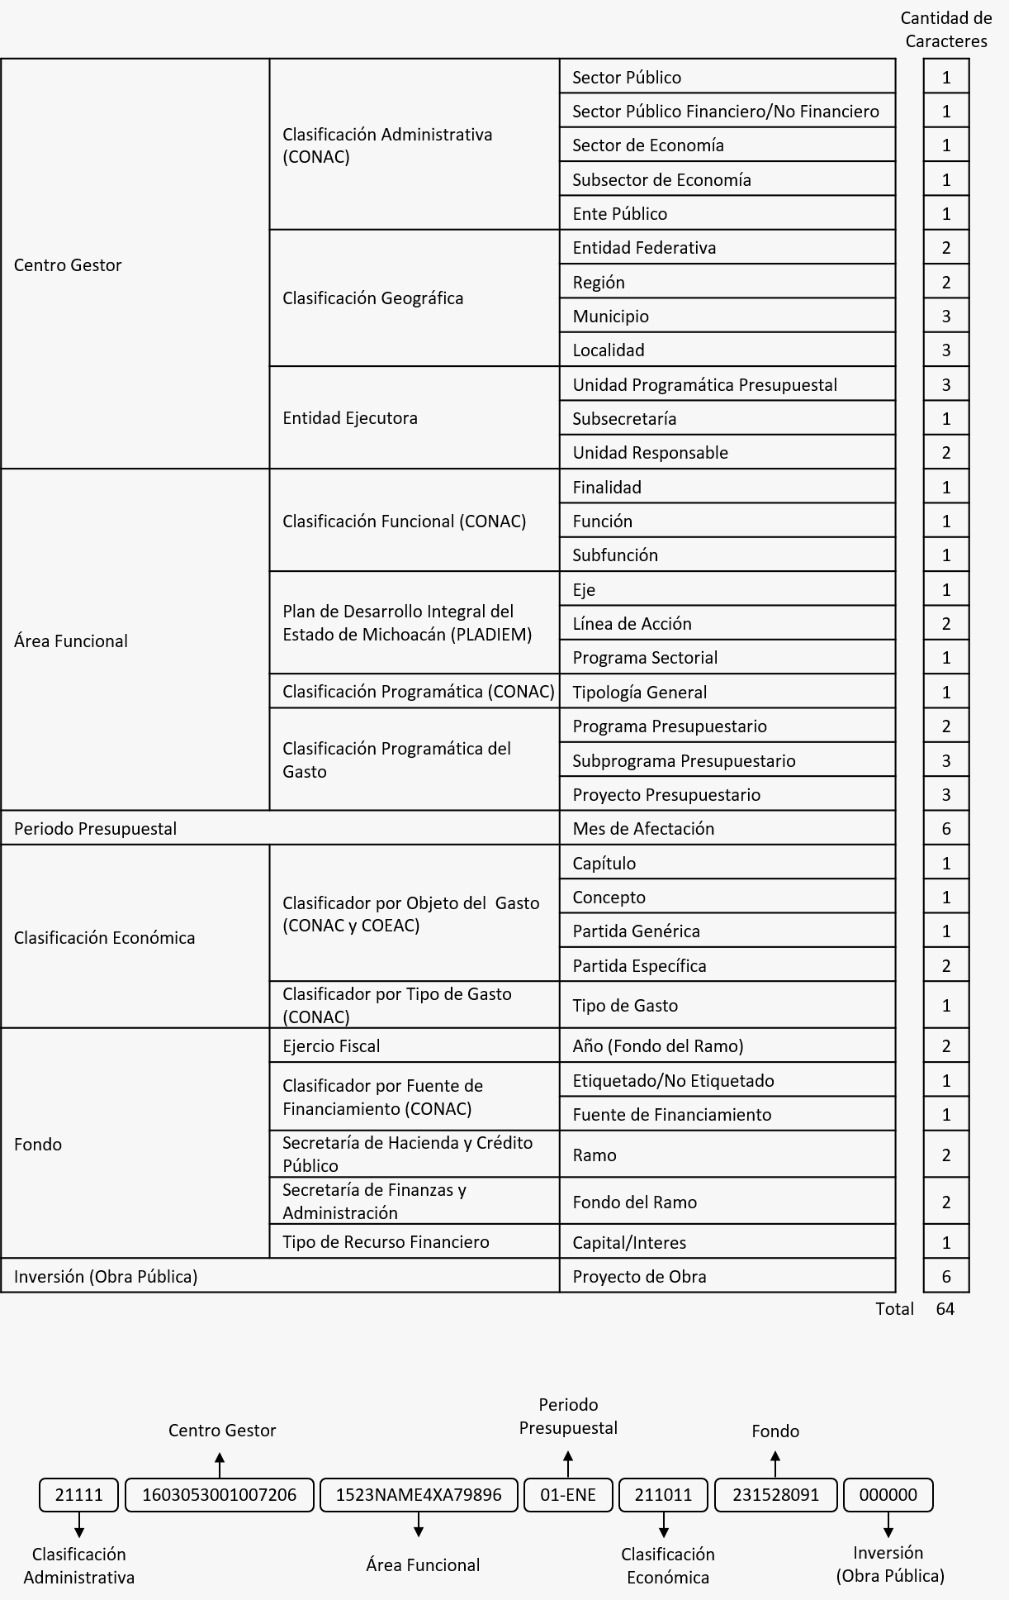 Cantidad de
Caracteres
Centro Gestor
Clasificación Administrativa
(CONAC)
Sector Público
1
Sector Público Financiero/No Financiero
1
Sector de Economía
1
Subsector de Economía
1
Ente Público
1
Clasificación Geográfica
Entidad Federativa
2
Región
2
Municipio
3
Localidad
3
Entidad Ejecutora
Unidad Programática Presupuestal
3
Subsecretaría
1
Unidad Responsable
2
Área Funcional
Clasificación Funcional (CONAC)
Finalidad
1
Función
1
Subfunción
1
Plan de Desarrollo Integral del
Estado de Michoacán (PLADIEM)
Eje
1
Línea de Acción
2
Programa Sectorial
1
Clasificación Programática (CONAC)
Tipología General
1
Clasificación Programática del
Gasto
Programa Presupuestario
2
Subprograma Presupuestario
3
Proyecto Presupuestario
3
Periodo Presupuestal
Mes de Afectación
6
Clasificación Económica
Clasificador por Objeto del  Gasto
(CONAC y COEAC)
Capítulo
1
Concepto
1
Partida Genérica
1
Partida Específica
2
Clasificador por Tipo de Gasto
(CONAC)
Tipo de Gasto
1
Fondo
Ejercio Fiscal
Año (Fondo del Ramo)
2
Clasificador por Fuente de
Financiamiento (CONAC)
Etiquetado/No Etiquetado
1
Fuente de Financiamiento
1
Secretaría de Hacienda y Crédito
Público
Ramo
2
Secretaría de Finanzas y
Administración
Fondo del Ramo
2
Tipo de Recurso Financiero
Capital/Interes
1
Inversión (Obra Pública)
Proyecto de Obra
6
Total 64
Centro Gestor
Periodo
Presupuestal
Fondo
21111
1603053001007206
1523NAME4XA79896
01-ENE
211011
231528091
000000
Clasificación
Administrativa
Área Funcional
Clasificación
Económica
Inversión
(Obra Pública)